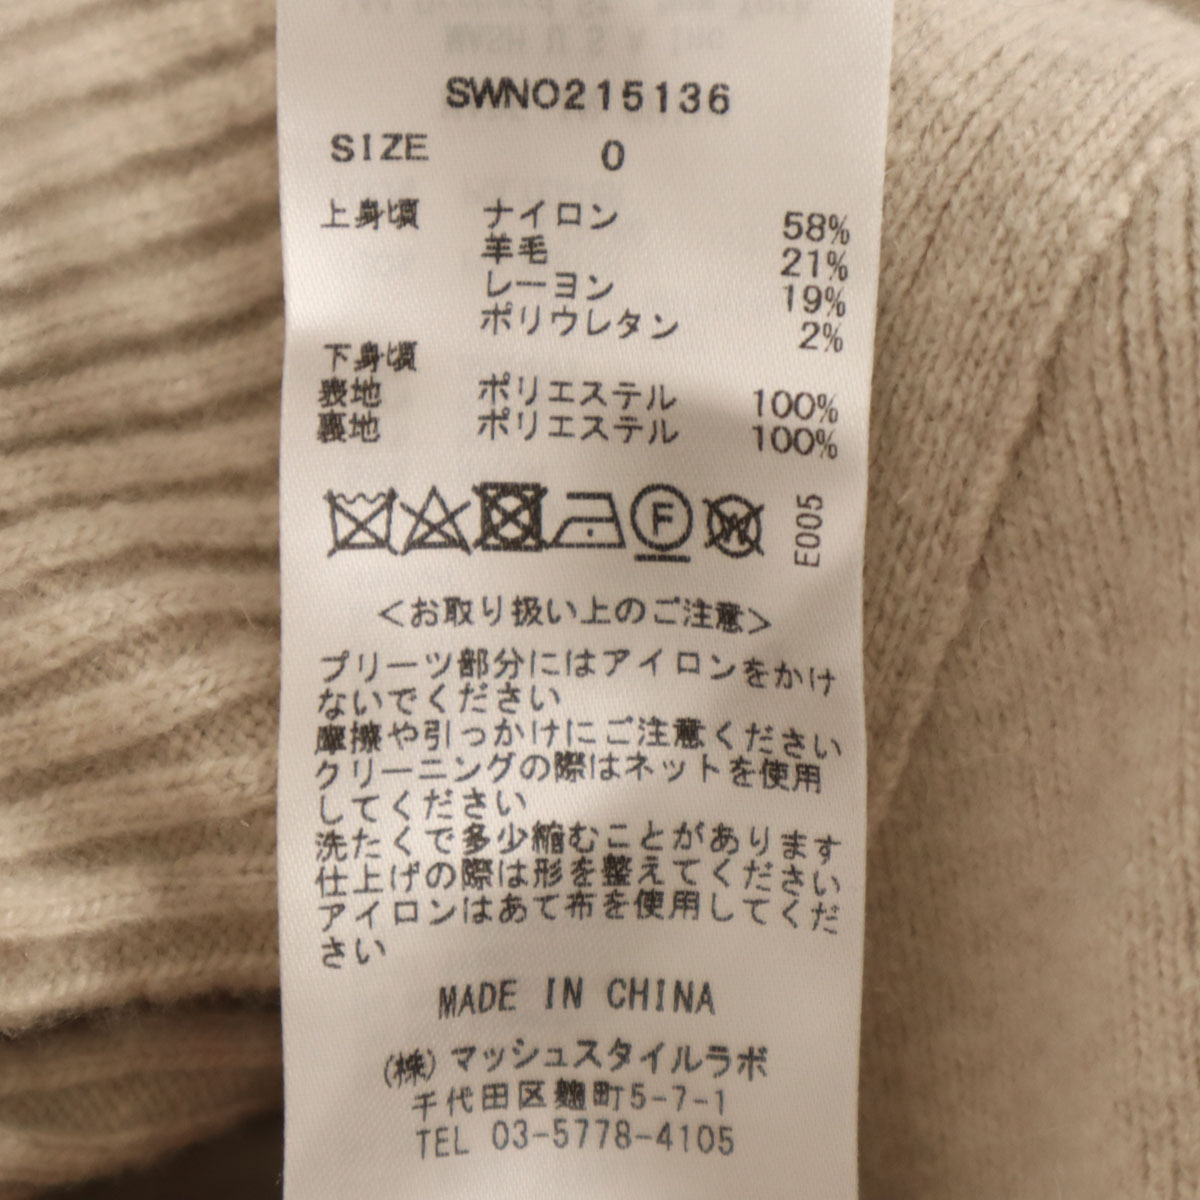 SWNO215136
SIZE 0
上身頃 ナイロン 58%
羊毛 21%
レーヨン 19%
ポリウレタン 2%
下身頃
表地 ポリエステル 100%
裏地 ポリエステル 100%
F W E005
<お取り扱い上のご注意>
プリーツ部分にはアイロンをかけ
ないでください
摩擦や引っかけにご注意ください
クリーニングの際はネットを使用
してください
洗たくで多少縮むことがあります
仕上げの際は形を整えてください
アイロンはあて布を使用してくだ
さい
MADE IN CHINA
(株)マッシュスタイルラボ
千代田区麹町5-7-1
TEL 03-5778-4105